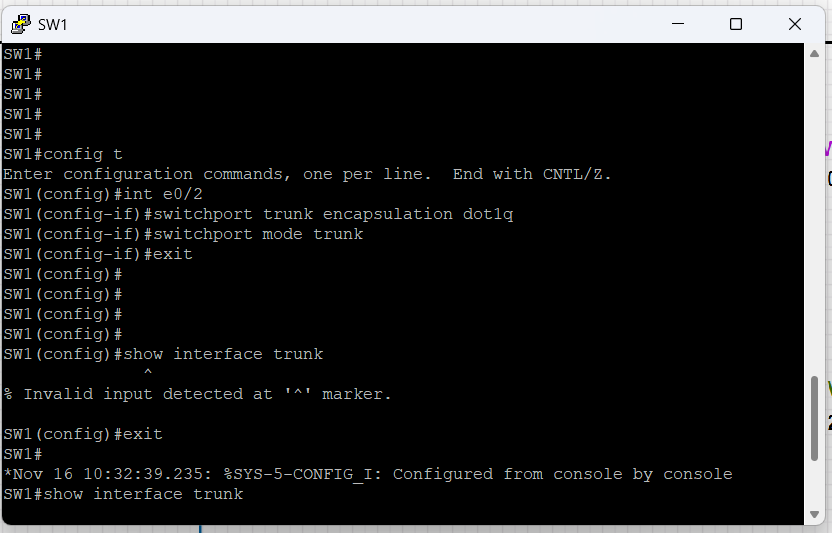 SW1
SW1#
SW1#
SW1#
SW1#
SW1#
SW1#config t
Enter configuration commands, one per line.  End with CNTL/Z.
SW1(config)#int e0/2
SW1(config-if)#switchport trunk encapsulation dot1q
SW1(config-if)#switchport mode trunk
SW1(config-if)#exit
SW1(config)#
SW1(config)#
SW1(config)#
SW1(config)#
SW1(config)#show interface trunk
              ^
% Invalid input detected at '^' marker.
SW1(config)#exit
SW1#
*Nov 16 10:32:39.235: %SYS-5-CONFIG_I: Configured from console by console
SW1#show interface trunk